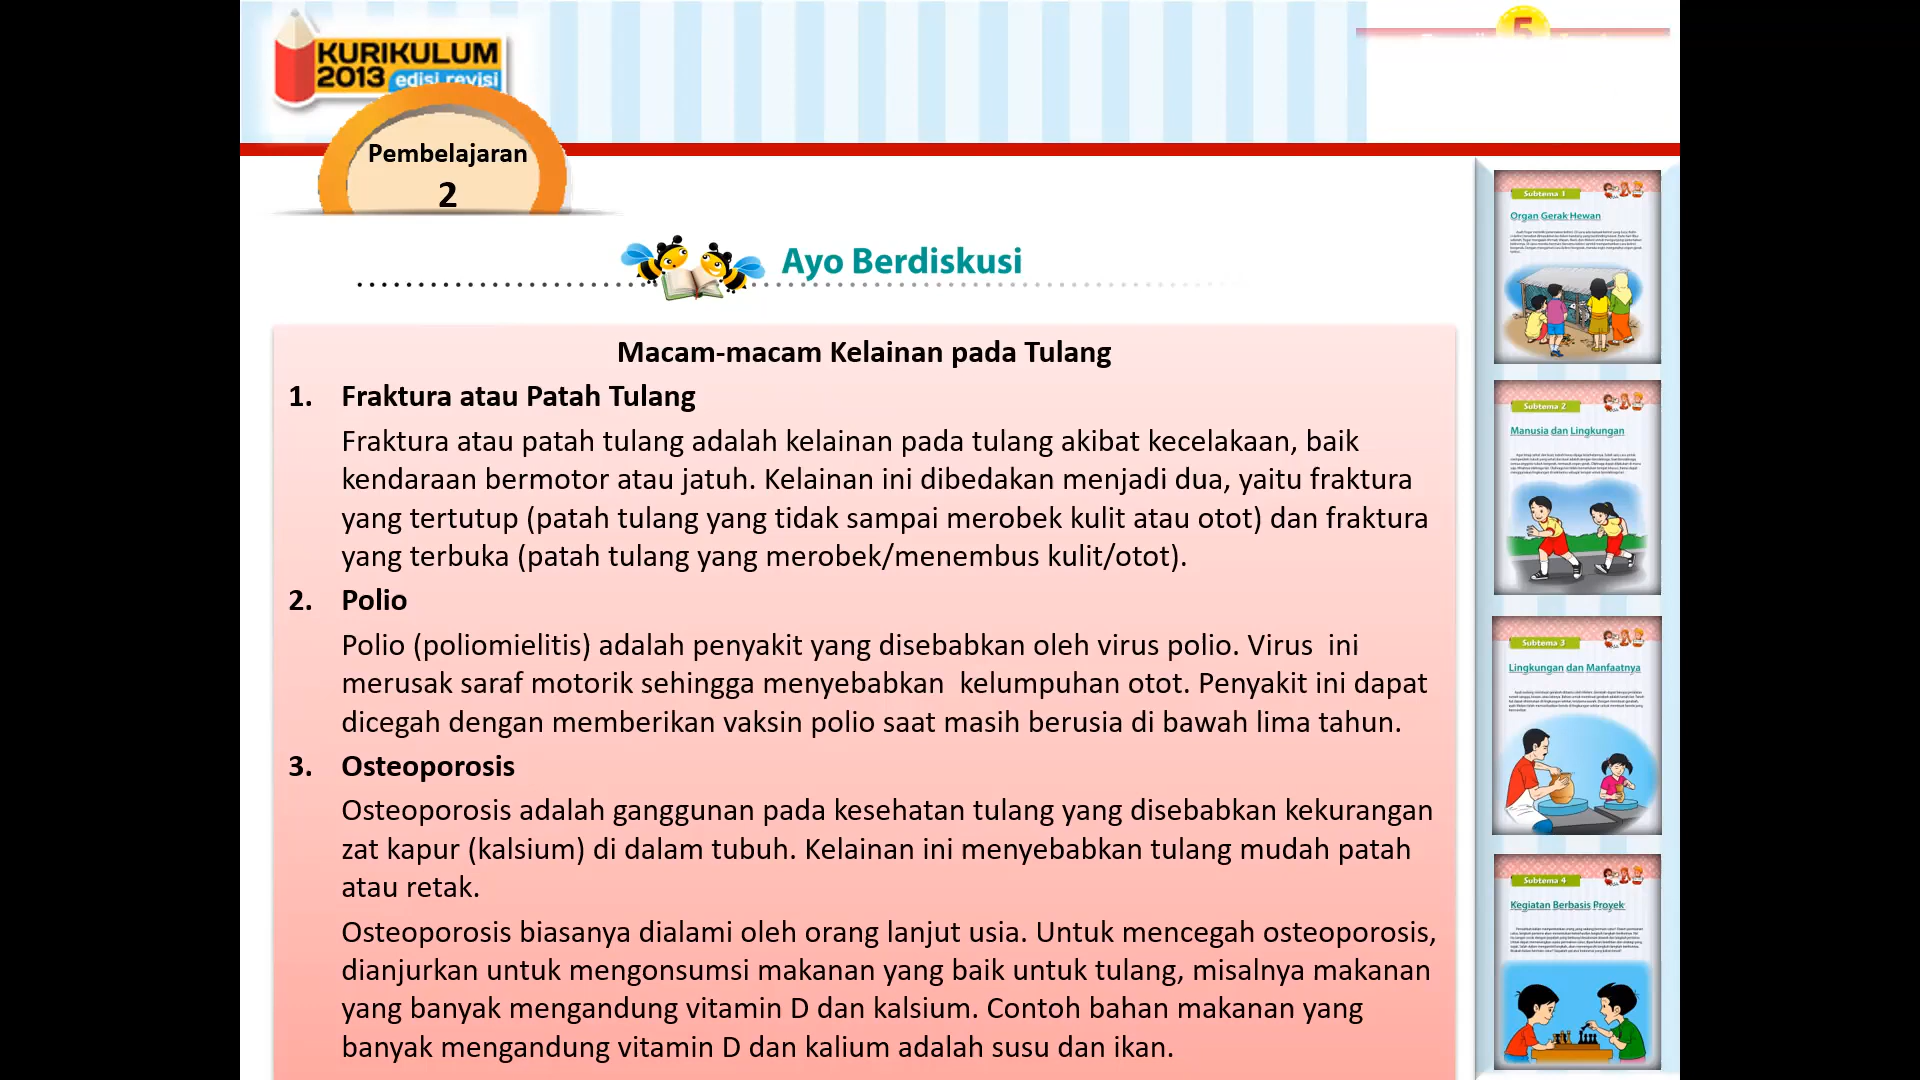 KURIKULUM
2013 edisi revisi
5
Pembelajaran
2
Ayo Berdiskusi
Macam-macam Kelainan pada Tulang
1. Fraktura atau Patah Tulang
Fraktura atau patah tulang adalah kelainan pada tulang akibat kecelakaan, baik
kendaraan bermotor atau jatuh. Kelainan ini dibedakan menjadi dua, yaitu fraktura
yang tertutup (patah tulang yang tidak sampai merobek kulit atau otot) dan fraktura
yang terbuka (patah tulang yang merobek/menembus kulit/otot).
2. Polio
Polio (poliomielitis) adalah penyakit yang disebabkan oleh virus polio. Virus ini
merusak saraf motorik sehingga menyebabkan kelumpuhan otot. Penyakit ini dapat
dicegah dengan memberikan vaksin polio saat masih berusia di bawah lima tahun.
3. Osteoporosis
Osteoporosis adalah ganggunan pada kesehatan tulang yang disebabkan kekurangan
zat kapur (kalsium) di dalam tubuh. Kelainan ini menyebabkan tulang mudah patah
atau retak.
Osteoporosis biasanya dialami oleh orang lanjut usia. Untuk mencegah osteoporosis,
dianjurkan untuk mengonsumsi makanan yang baik untuk tulang, misalnya makanan
yang banyak mengandung vitamin D dan kalsium. Contoh bahan makanan yang
banyak mengandung vitamin D dan kalium adalah susu dan ikan.
Subtema 1
Organ Gerak Hewan
Subtema 2
Manusia dan Lingkungan
Subtema 3
Lingkungan dan Manfaatnya
Subtema 4
Kegiatan Berbasis Proyek